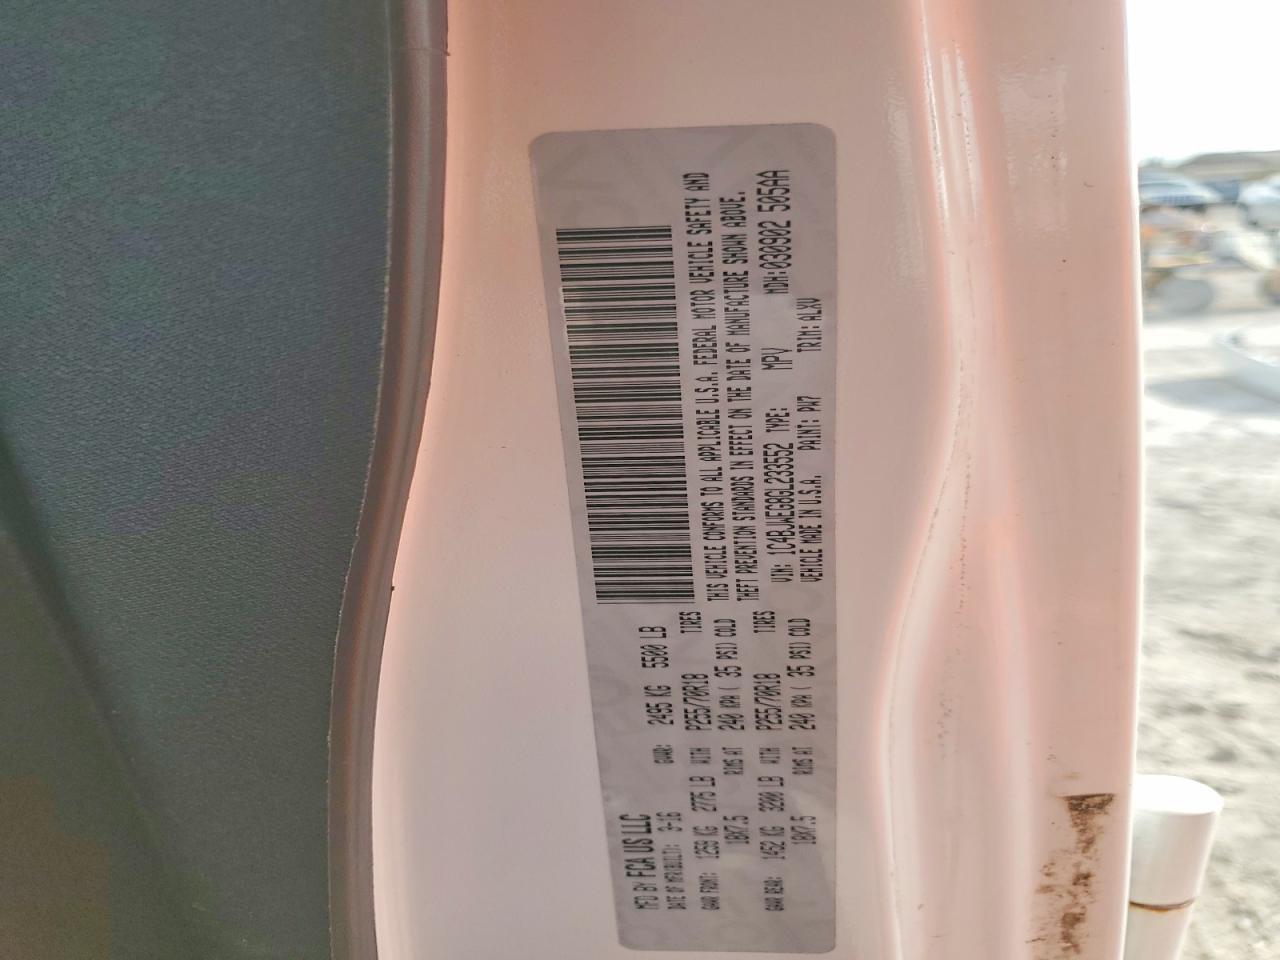 MFD BY FCA US LLC
DATE OF MFR(BUILT): 3-16 GVWR: 2495 KG 5500 LB
GAWR FRONT: 1259 KG 2775 LB WITH P255/70R18 TIRES
18X7.5 RIMS AT 240 KPA ( 35 PSI) COLD
GAWR REAR: 1452 KG 3200 LB WITH P255/70R18 TIRES
18X7.5 RIMS AT 240 KPA ( 35 PSI) COLD
THIS VEHICLE CONFORMS TO ALL APPLICABLE U.S.A. FEDERAL MOTOR VEHICLE SAFETY AND
THEFT PREVENTION STANDARDS IN EFFECT ON THE DATE OF MANUFACTURE SHOWN ABOVE.
VIN: 1C4BJWEG8GL233552 TYPE: MPV MDH:030902 505AA
VEHICLE MADE IN U.S.A. PAINT: PW7 TRIM: ALXV